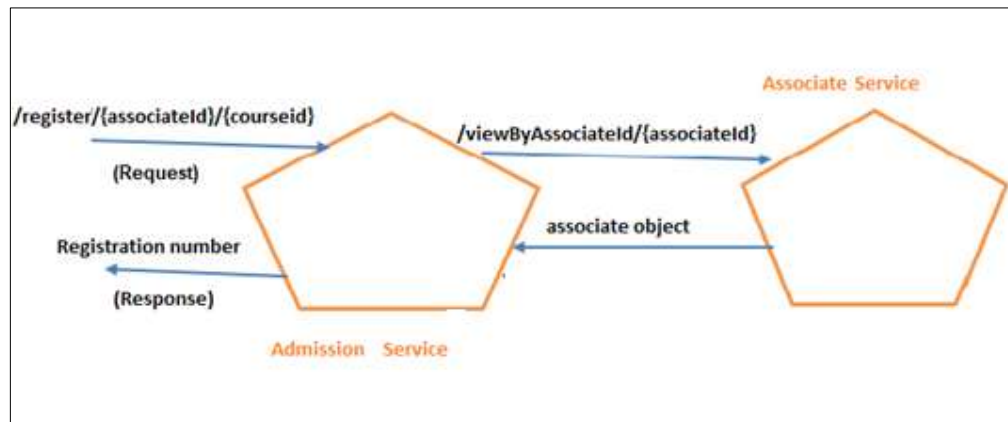 Associate Service
/register/{associateId}/{courseid}
/viewByAssociateId/{associateId}
(Request)
associate object
Registration number
(Response)
Admission Service